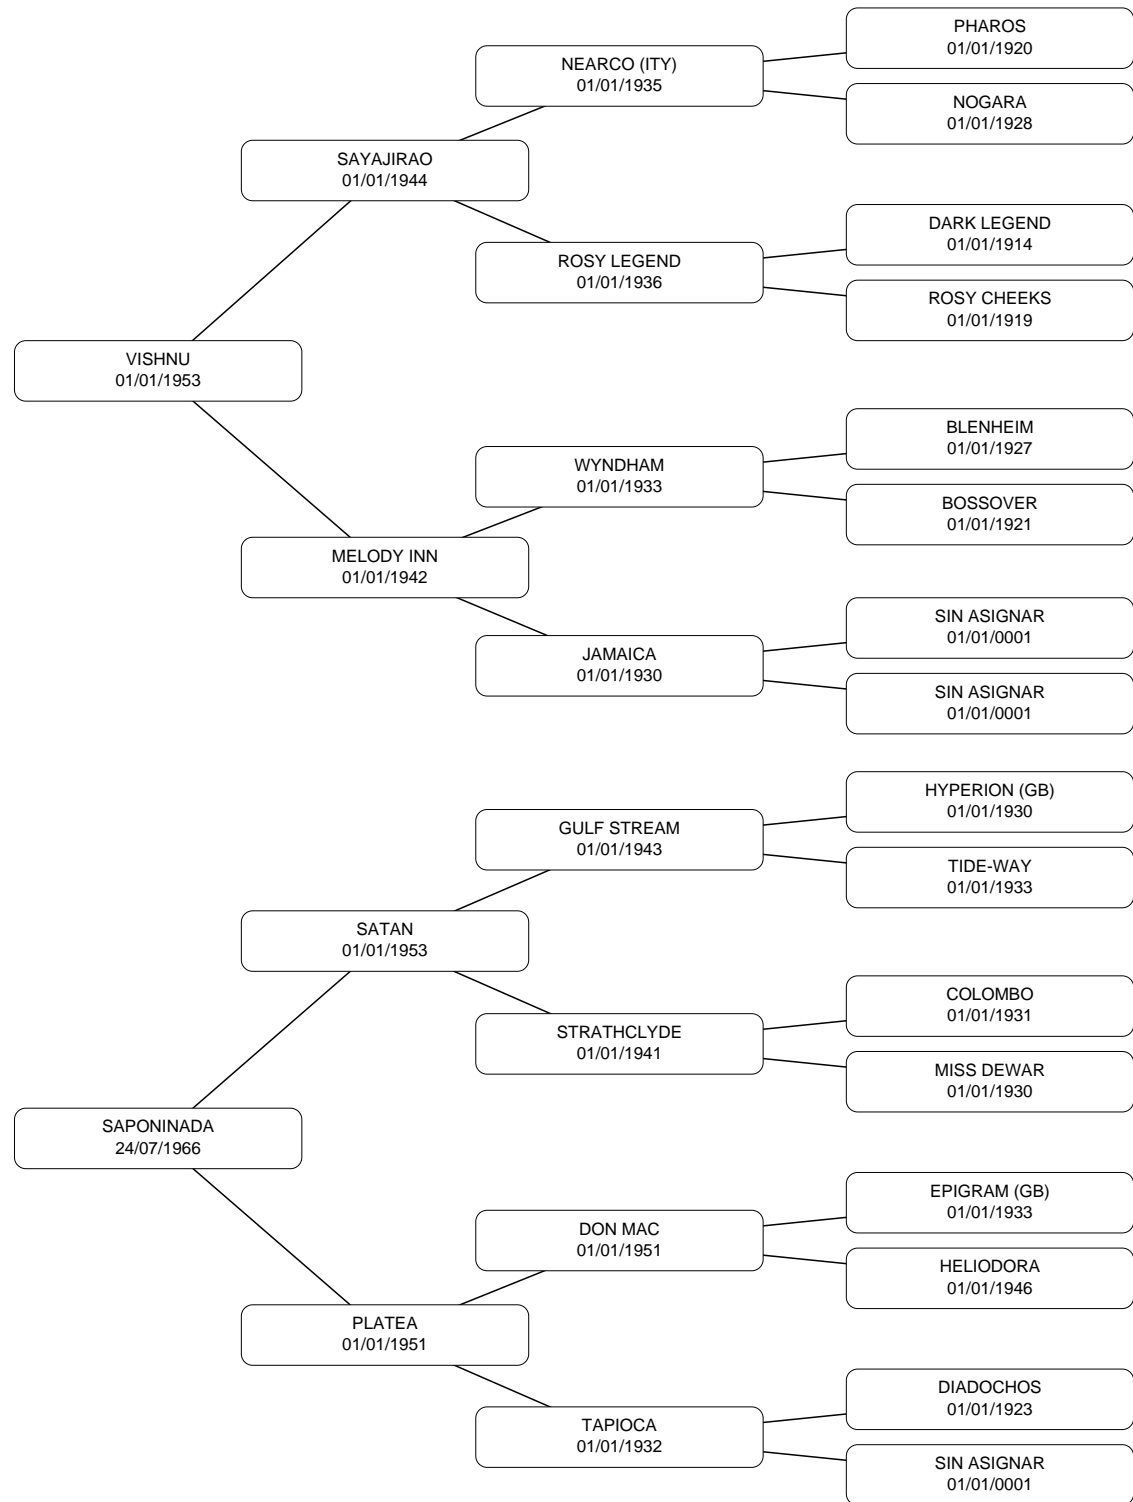 PHAROS
01/01/1920
NEARCO (ITY)
01/01/1935
NOGARA
01/01/1928
SAYAJIRAO
01/01/1944
DARK LEGEND
01/01/1914
ROSY LEGEND
01/01/1936
ROSY CHEEKS
01/01/1919
VISHNU
01/01/1953
BLENHEIM
01/01/1927
WYNDHAM
01/01/1933
BOSSOVER
01/01/1921
MELODY INN
01/01/1942
SIN ASIGNAR
01/01/0001
JAMAICA
01/01/1930
SIN ASIGNAR
01/01/0001
HYPERION (GB)
01/01/1930
GULF STREAM
01/01/1943
TIDE-WAY
01/01/1933
SATAN
01/01/1953
COLOMBO
01/01/1931
STRATHCLYDE
01/01/1941
MISS DEWAR
01/01/1930
SAPONINADA
24/07/1966
EPIGRAM (GB)
01/01/1933
DON MAC
01/01/1951
HELIODORA
01/01/1946
PLATEA
01/01/1951
DIADOCHOS
01/01/1923
TAPIOCA
01/01/1932
SIN ASIGNAR
01/01/0001